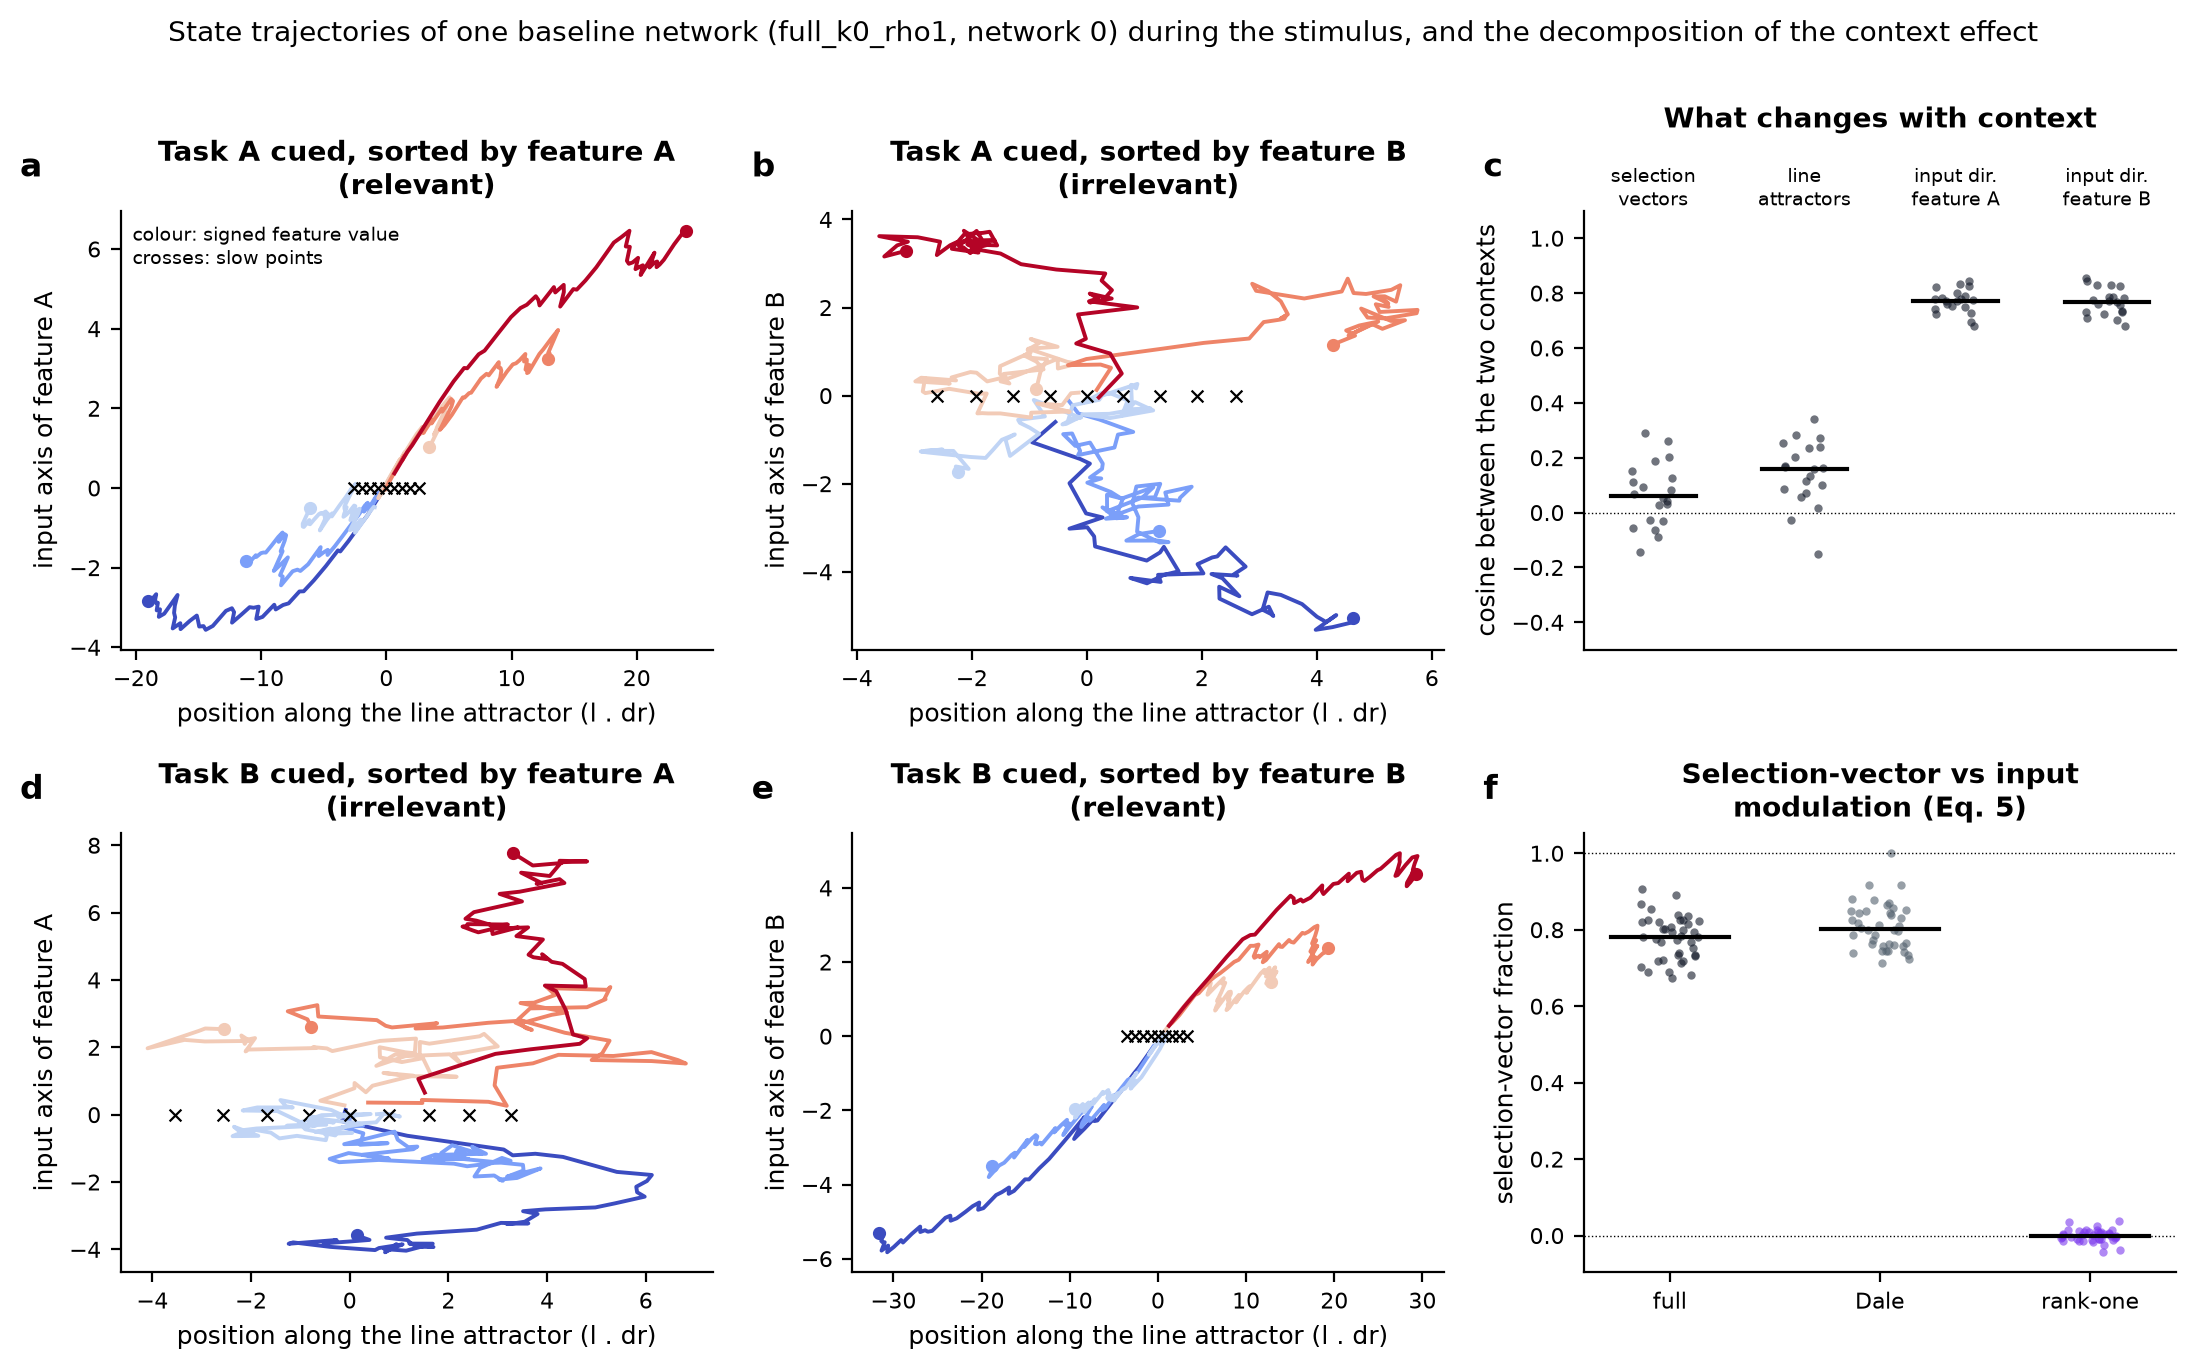 State trajectories of one baseline network (full_k0_rho1, network 0) during the stimulus, and the decomposition of the context effect
a
Task A cued, sorted by feature A
(relevant)
colour: signed feature value
crosses: slow points
input axis of feature A
6
4
2
0
−2
−4
−20
−10
0
10
20
position along the line attractor (l . dr)
b
Task A cued, sorted by feature B
(irrelevant)
input axis of feature B
4
2
0
−2
−4
−4
−2
0
2
4
6
position along the line attractor (l . dr)
c
What changes with context
selection
vectors
line
attractors
input dir.
feature A
input dir.
feature B
cosine between the two contexts
1.0
0.8
0.6
0.4
0.2
0.0
−0.2
−0.4
d
Task B cued, sorted by feature A
(irrelevant)
input axis of feature A
8
6
4
2
0
−2
−4
−4
−2
0
2
4
6
position along the line attractor (l . dr)
e
Task B cued, sorted by feature B
(relevant)
input axis of feature B
4
2
0
−2
−4
−6
−30
−20
−10
0
10
20
30
position along the line attractor (l . dr)
f
Selection-vector vs input
modulation (Eq. 5)
selection-vector fraction
1.0
0.8
0.6
0.4
0.2
0.0
full
Dale
rank-one